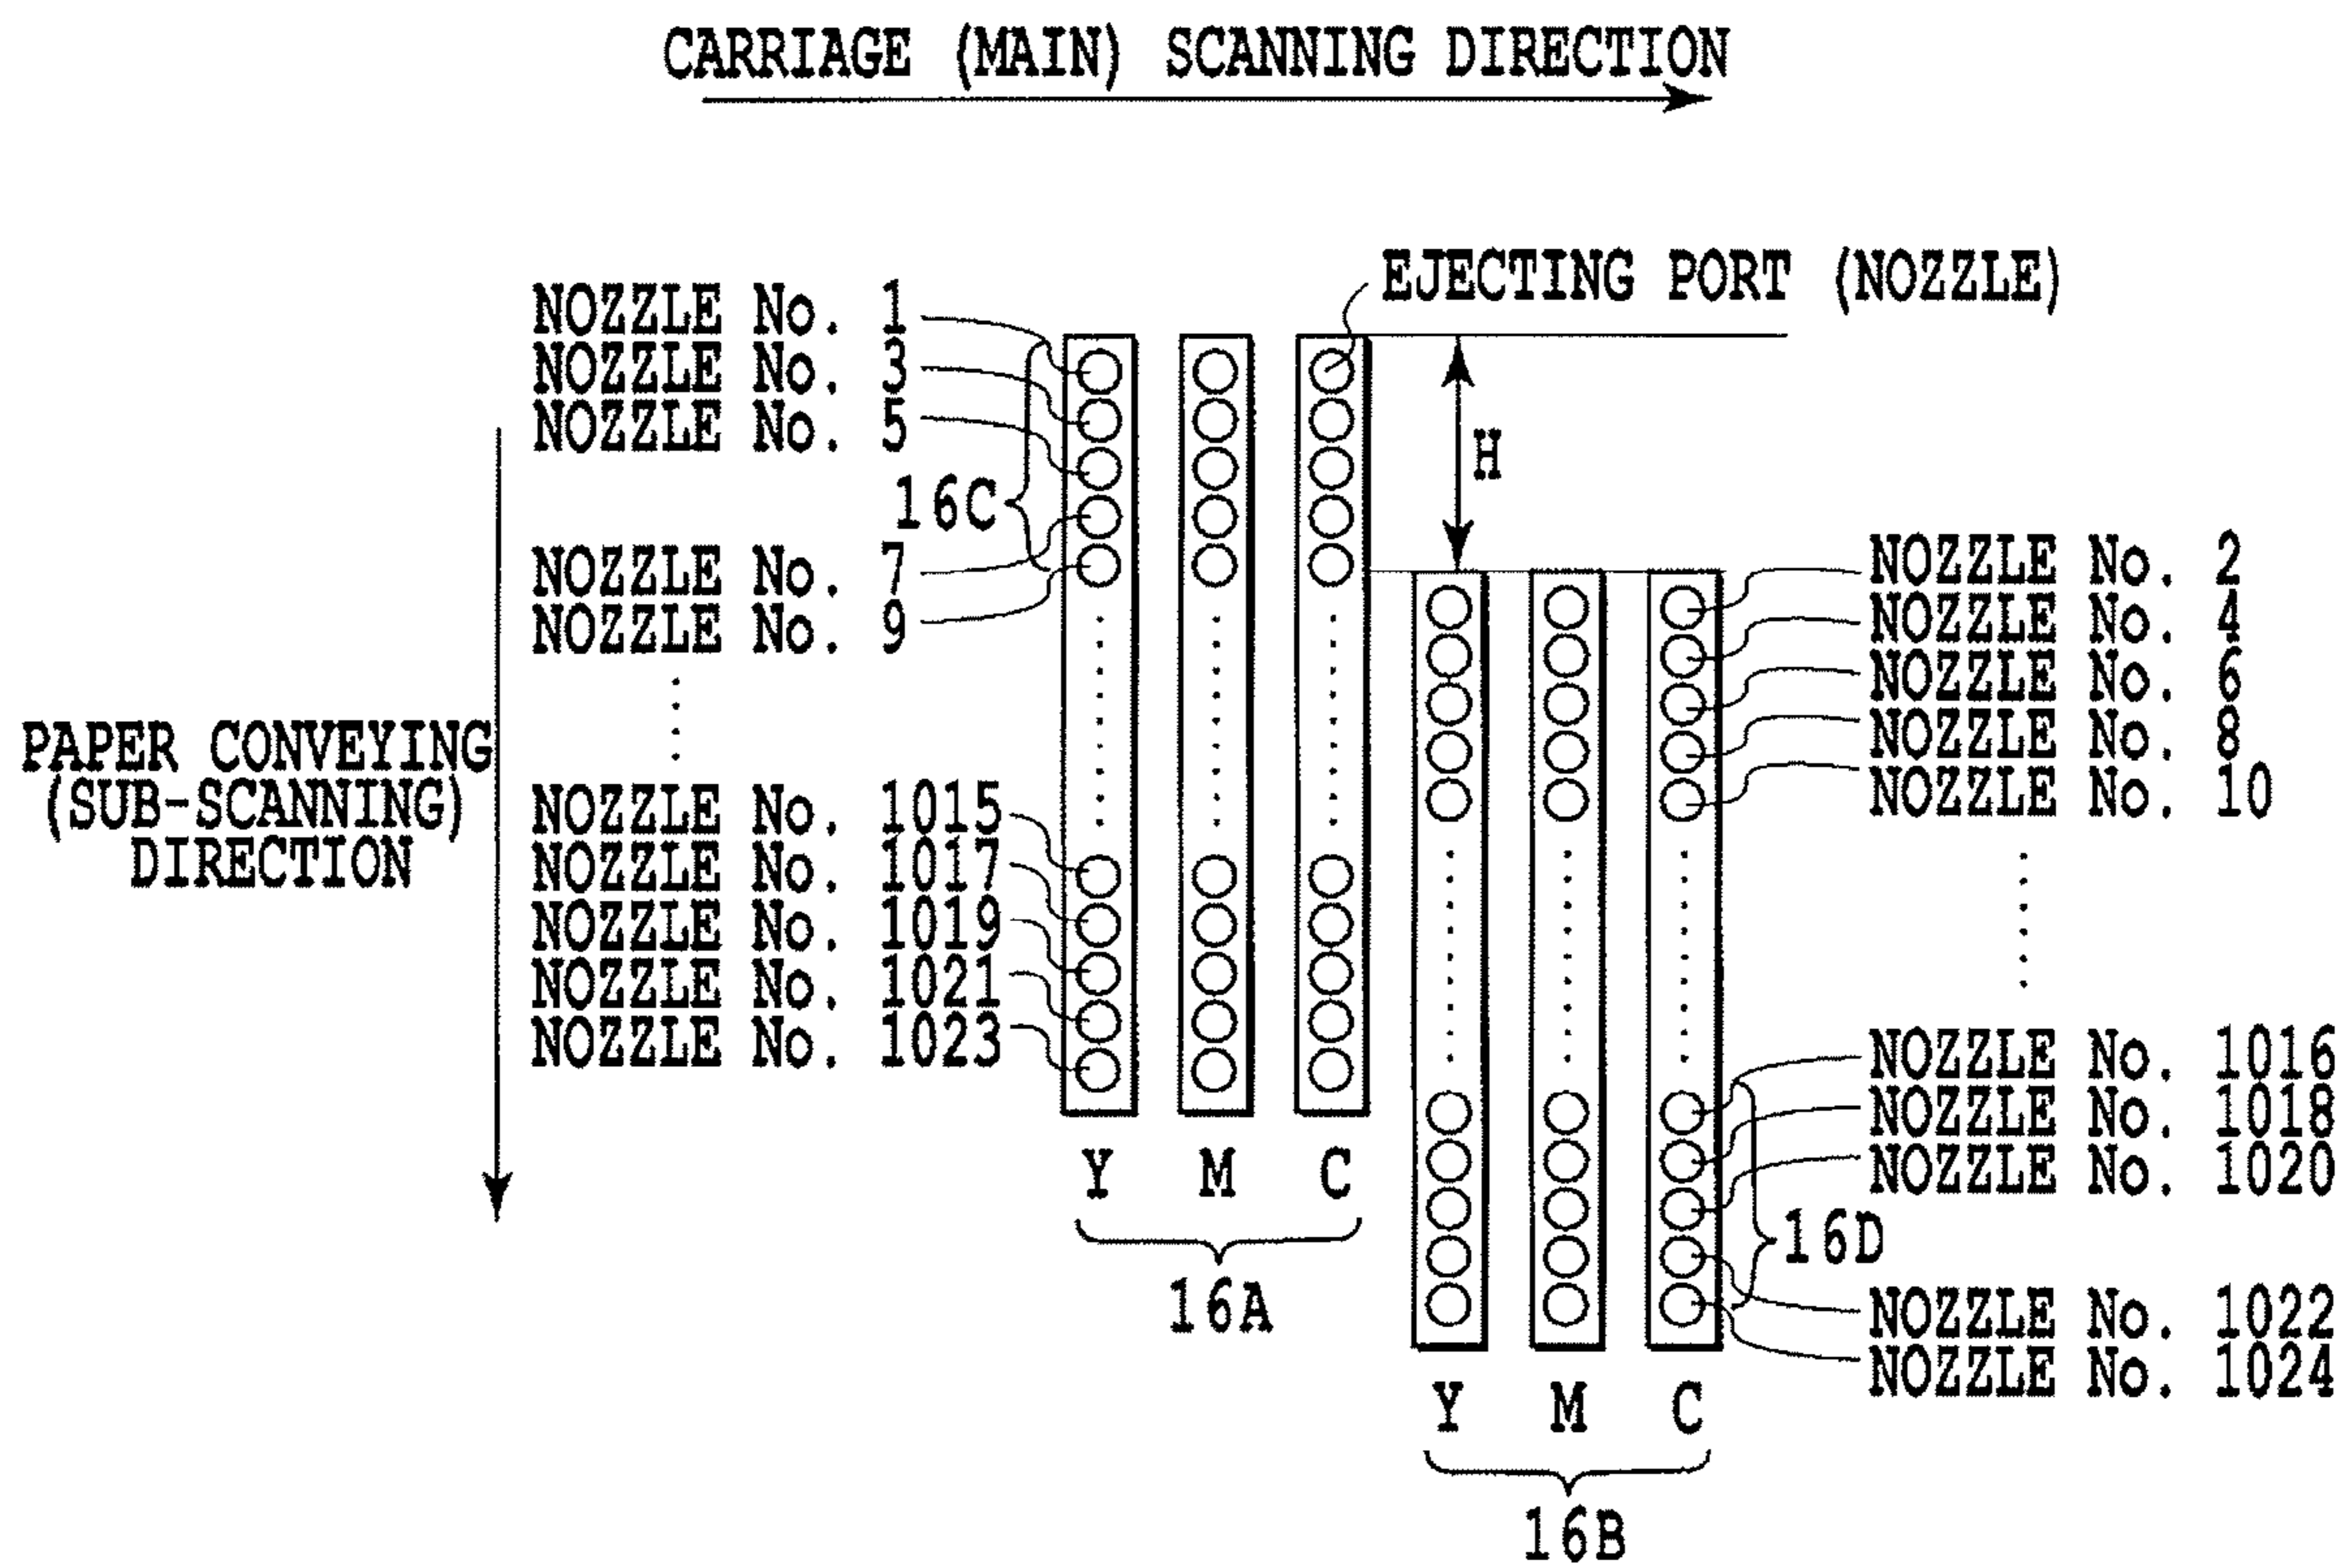 CARRIAGE (MAIN) SCANNING DIRECTION
EJECTING PORT (NOZZLE)
NOZZLE No. 1
NOZZLE No. 3
NOZZLE No. 5
16C
NOZZLE No. 7
NOZZLE No. 9
H
NOZZLE No. 2
NOZZLE No. 4
NOZZLE No. 6
NOZZLE No. 8
NOZZLE No. 10
PAPER CONVEYING
(SUB-SCANNING)
DIRECTION
NOZZLE No. 1015
NOZZLE No. 1017
NOZZLE No. 1019
NOZZLE No. 1021
NOZZLE No. 1023
NOZZLE No. 1016
NOZZLE No. 1018
NOZZLE No. 1020
16D
NOZZLE No. 1022
NOZZLE No. 1024
Y M C
16A
Y M C
16B